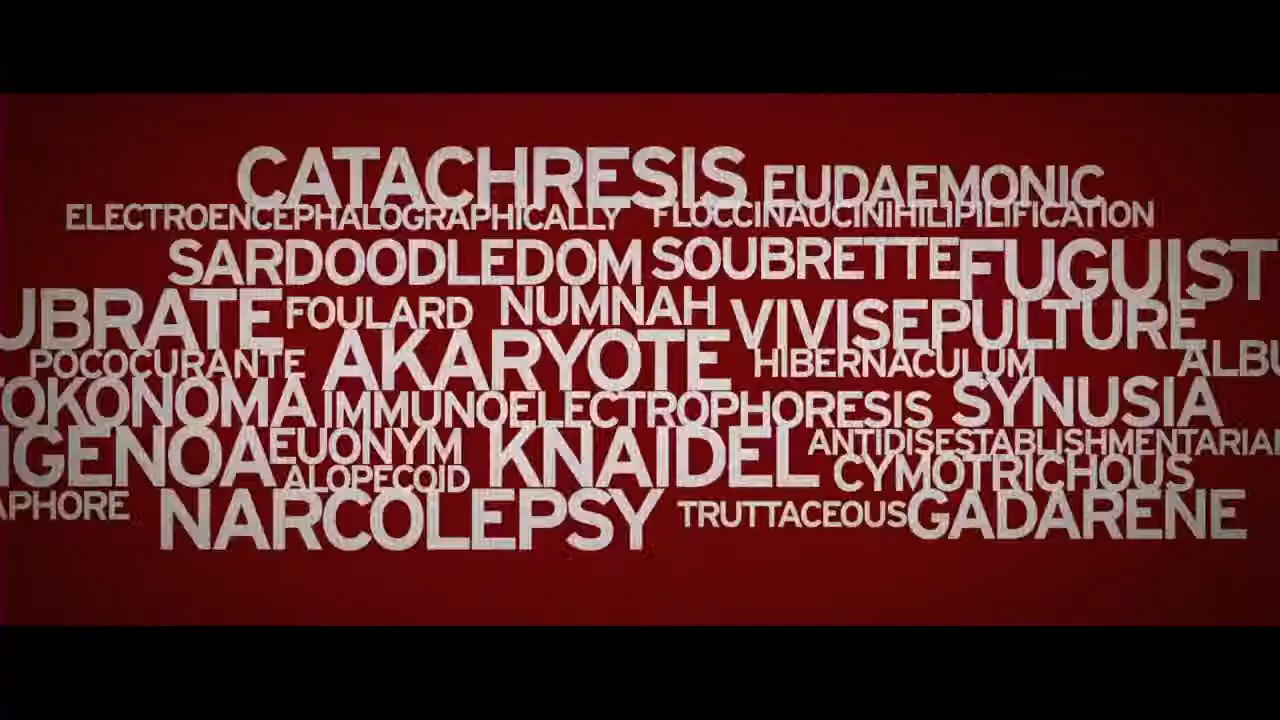 CATACHRESIS EUDAEMONIC
ELECTROENCEPHALOGRAPHICALLY FLOCCINAUCINIHILIPILIFICATION
SARDOODLEDOM SOUBRETTE FUGUIST
UBRATE FOULARD NUMNAH VIVISEPULTURE
POCOCURANTE AKARYOTE HIBERNACULUM ALBU
OKONOMA IMMUNOELECTROPHORESIS SYNUSIA
IGENOA EUONYM KNAIDEL ANTIDISESTABLISHMENTARIAN
ALOPECOID CYMOTRICHOUS
APHORE NARCOLEPSY TRUTTACEOUS GADARENE